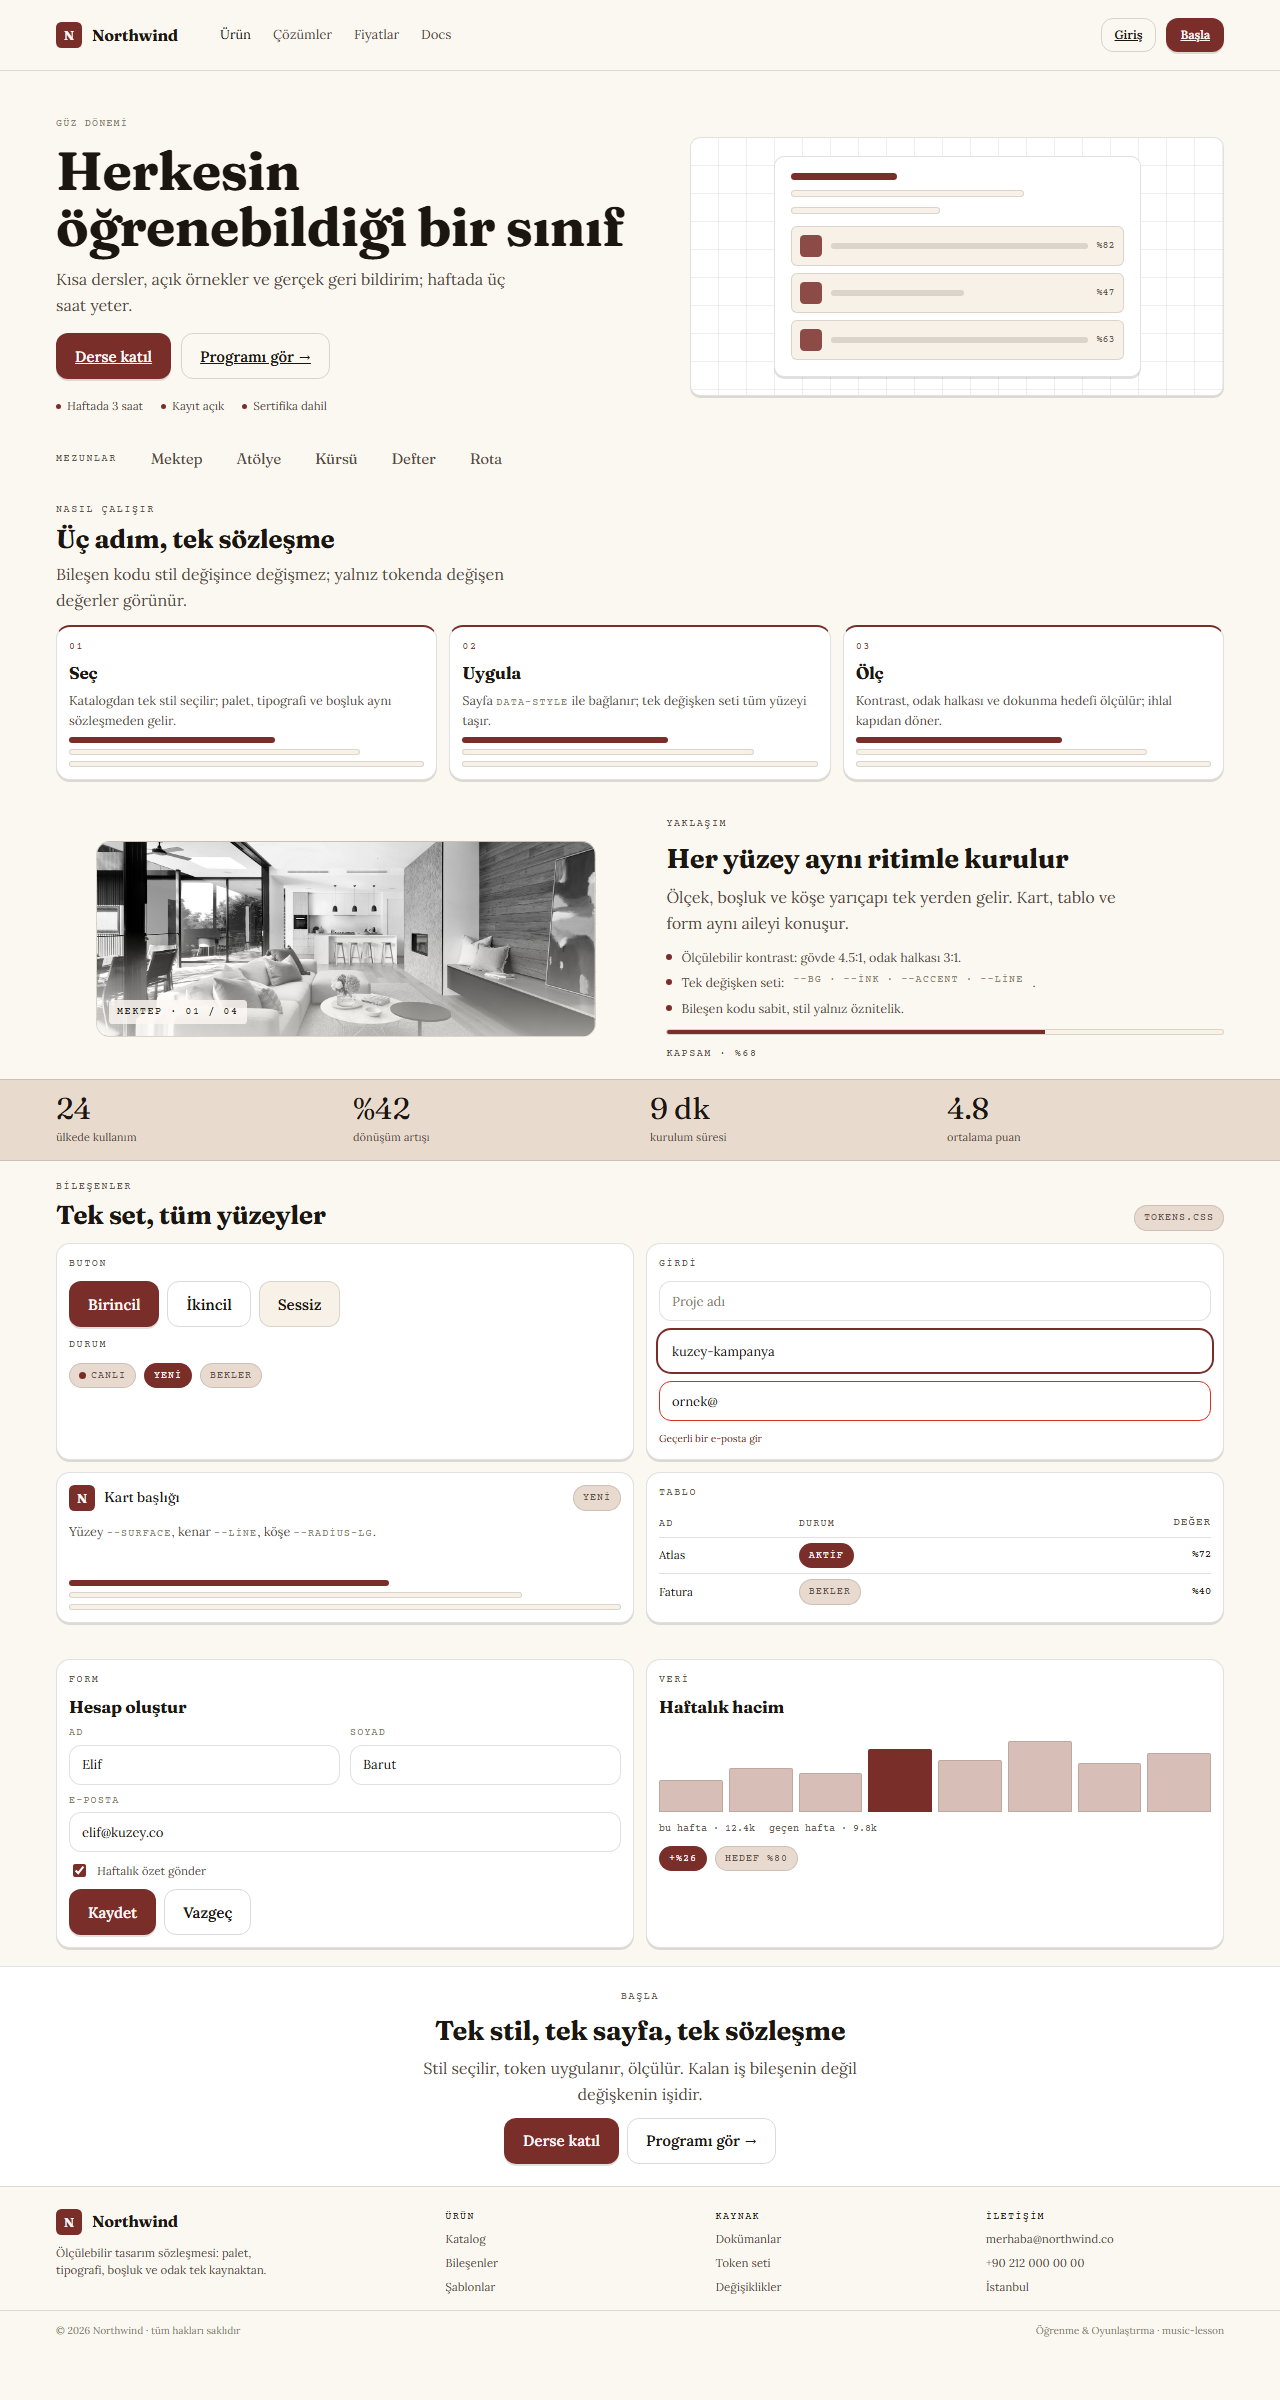 N Northwind Ürün Çözümler Fiyatlar Docs Giriş Başla
GÜZ DÖNEMİ
Herkesin
öğrenebildiği bir sınıf
Kısa dersler, açık örnekler ve gerçek geri bildirim; haftada üç
saat yeter.
Derse katıl Programı gör →
Haftada 3 saat Kayıt açık Sertifika dahil
%82
%47
%63
MEZUNLAR Mektep Atölye Kürsü Defter Rota
NASIL ÇALIŞIR
Üç adım, tek sözleşme
Bileşen kodu stil değişince değişmez; yalnız tokenda değişen
değerler görünür.
01
Seç
Katalogdan tek stil seçilir; palet, tipografi ve boşluk aynı
sözleşmeden gelir.
02
Uygula
Sayfa DATA-STYLE ile bağlanır; tek değişken seti tüm yüzeyi
taşır.
03
Ölç
Kontrast, odak halkası ve dokunma hedefi ölçülür; ihlal
kapıdan döner.
MEKTEP · 01 / 04
YAKLAŞIM
Her yüzey aynı ritimle kurulur
Ölçek, boşluk ve köşe yarıçapı tek yerden gelir. Kart, tablo ve
form aynı aileyi konuşur.
Ölçülebilir kontrast: gövde 4.5:1, odak halkası 3:1.
Tek değişken seti: --BG · --İNK · --ACCENT · --LİNE .
Bileşen kodu sabit, stil yalnız öznitelik.
KAPSAM · %68
24
ülkede kullanım
%42
dönüşüm artışı
9 dk
kurulum süresi
4.8
ortalama puan
BİLEŞENLER
Tek set, tüm yüzeyler
TOKENS.CSS
BUTON
Birincil İkincil Sessiz
DURUM
CANLI YENİ BEKLER
GİRDİ
Proje adı
kuzey-kampanya
ornek@
Geçerli bir e-posta gir
N Kart başlığı YENİ
Yüzey --SURFACE, kenar --LİNE, köşe --RADİUS-LG.
TABLO
AD DURUM DEĞER
Atlas AKTİF %72
Fatura BEKLER %40
FORM
Hesap oluştur
AD SOYAD
Elif Barut
E-POSTA
elif@kuzey.co
Haftalık özet gönder
Kaydet Vazgeç
VERİ
Haftalık hacim
bu hafta · 12.4k geçen hafta · 9.8k
+%26 HEDEF %80
BAŞLA
Tek stil, tek sayfa, tek sözleşme
Stil seçilir, token uygulanır, ölçülür. Kalan iş bileşenin değil
değişkenin işidir.
Derse katıl Programı gör →
N Northwind
Ölçülebilir tasarım sözleşmesi: palet,
tipografi, boşluk ve odak tek kaynaktan.
ÜRÜN
Katalog
Bileşenler
Şablonlar
KAYNAK
Dokümanlar
Token seti
Değişiklikler
İLETİŞİM
merhaba@northwind.co
+90 212 000 00 00
İstanbul
© 2026 Northwind · tüm hakları saklıdır
Öğrenme & Oyunlaştırma · music-lesson